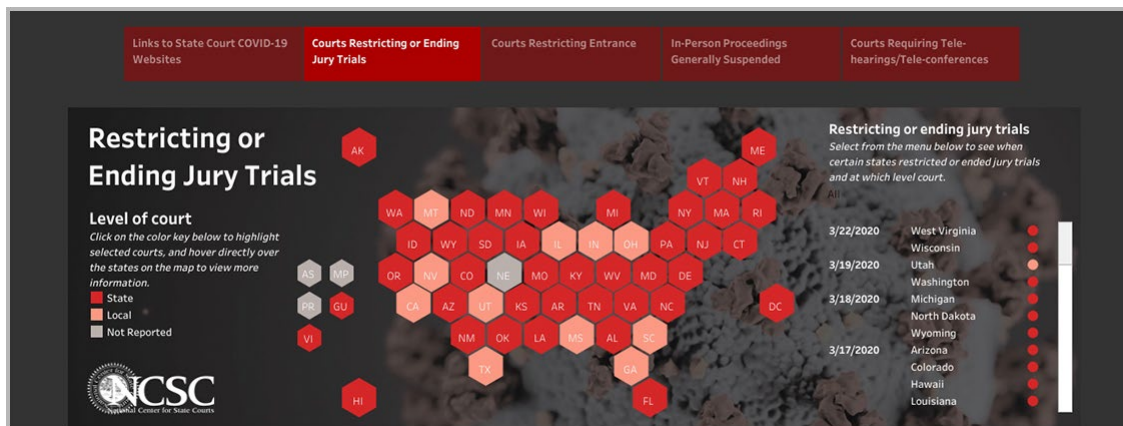 Links to State Court COVID-19
Websites
Courts Restricting or Ending
Jury Trials
Courts Restricting Entrance
In-Person Proceedings
Generally Suspended
Courts Requiring Tele-
hearings/Tele-conferences
Restricting or
Ending Jury Trials
Level of court
Click on the color key below to highlight
selected courts, and hover directly over
the states on the map to view more
information.
State
Local
Not Reported
NCSC
National Center for State Courts
AK
ME
VT NH
WA MT ND MN WI MI NY MA RI
ID WY SD IA IL IN OH PA NJ CT
AS MP OR NV CO NE MO KY WV MD DE
PR GU CA AZ UT KS AR TN VA NC DC
VI NM OK LA MS AL SC
TX GA
HI FL
Restricting or ending jury trials
Select from the menu below to see when
certain states restricted or ended jury trials
and at which level court.
All
3/22/2020 West Virginia
Wisconsin
3/19/2020 Utah
Washington
3/18/2020 Michigan
North Dakota
Wyoming
3/17/2020 Arizona
Colorado
Hawaii
Louisiana